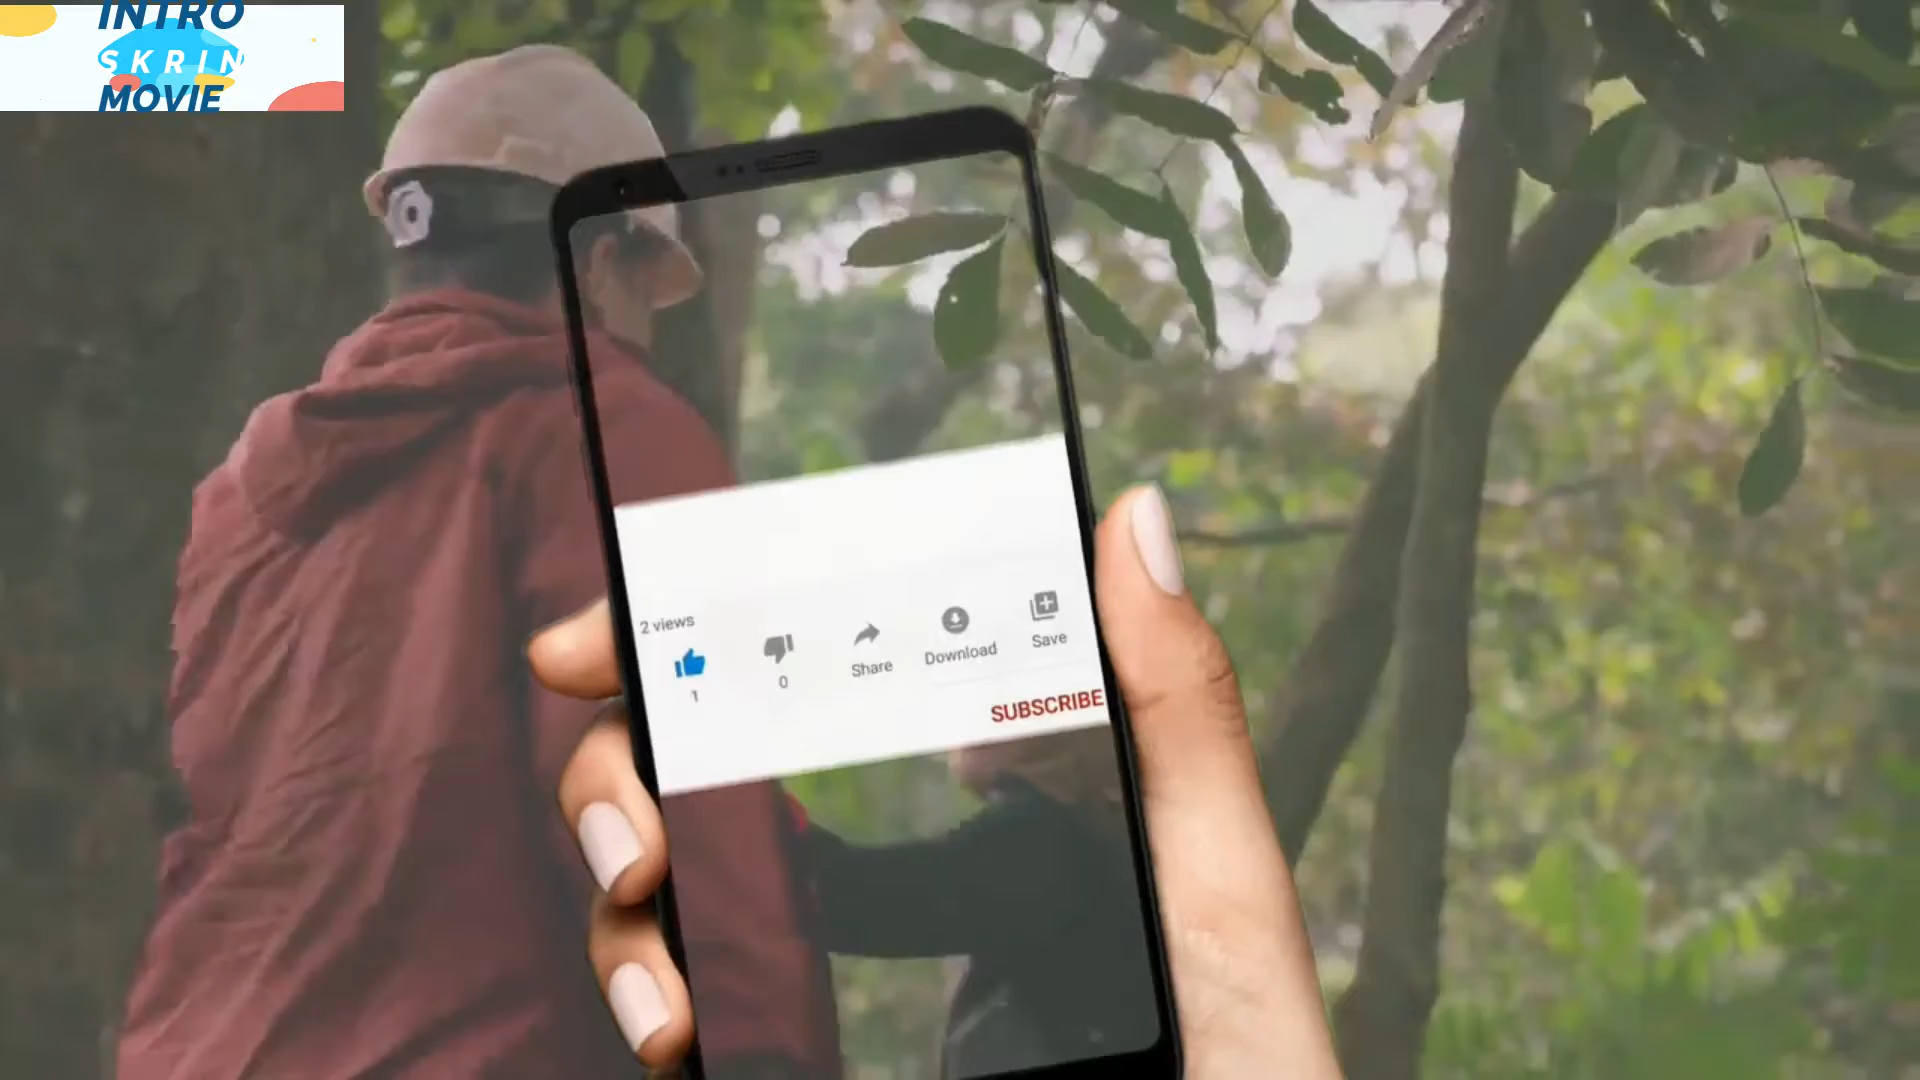 INTRO
SKRIN
MOVIE
2 views
1
0
Share
Download
Save
SUBSCRIBE